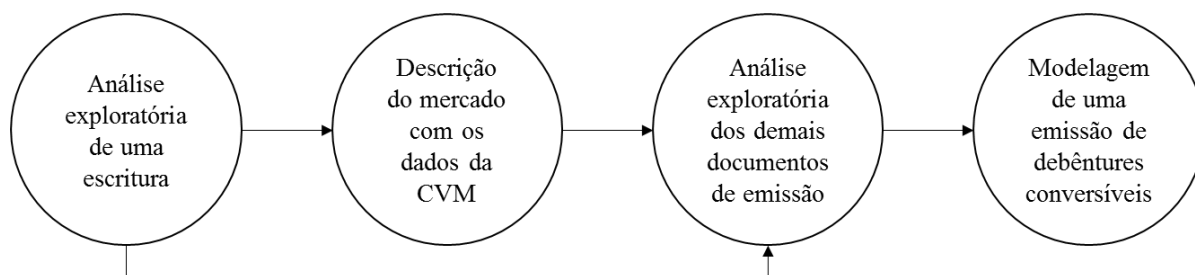 Análise
exploratória
de uma
escritura
Descrição
do mercado
com os
dados da
CVM
Análise
exploratória
dos demais
documentos
de emissão
Modelagem
de uma
emissão de
debêntures
conversíveis